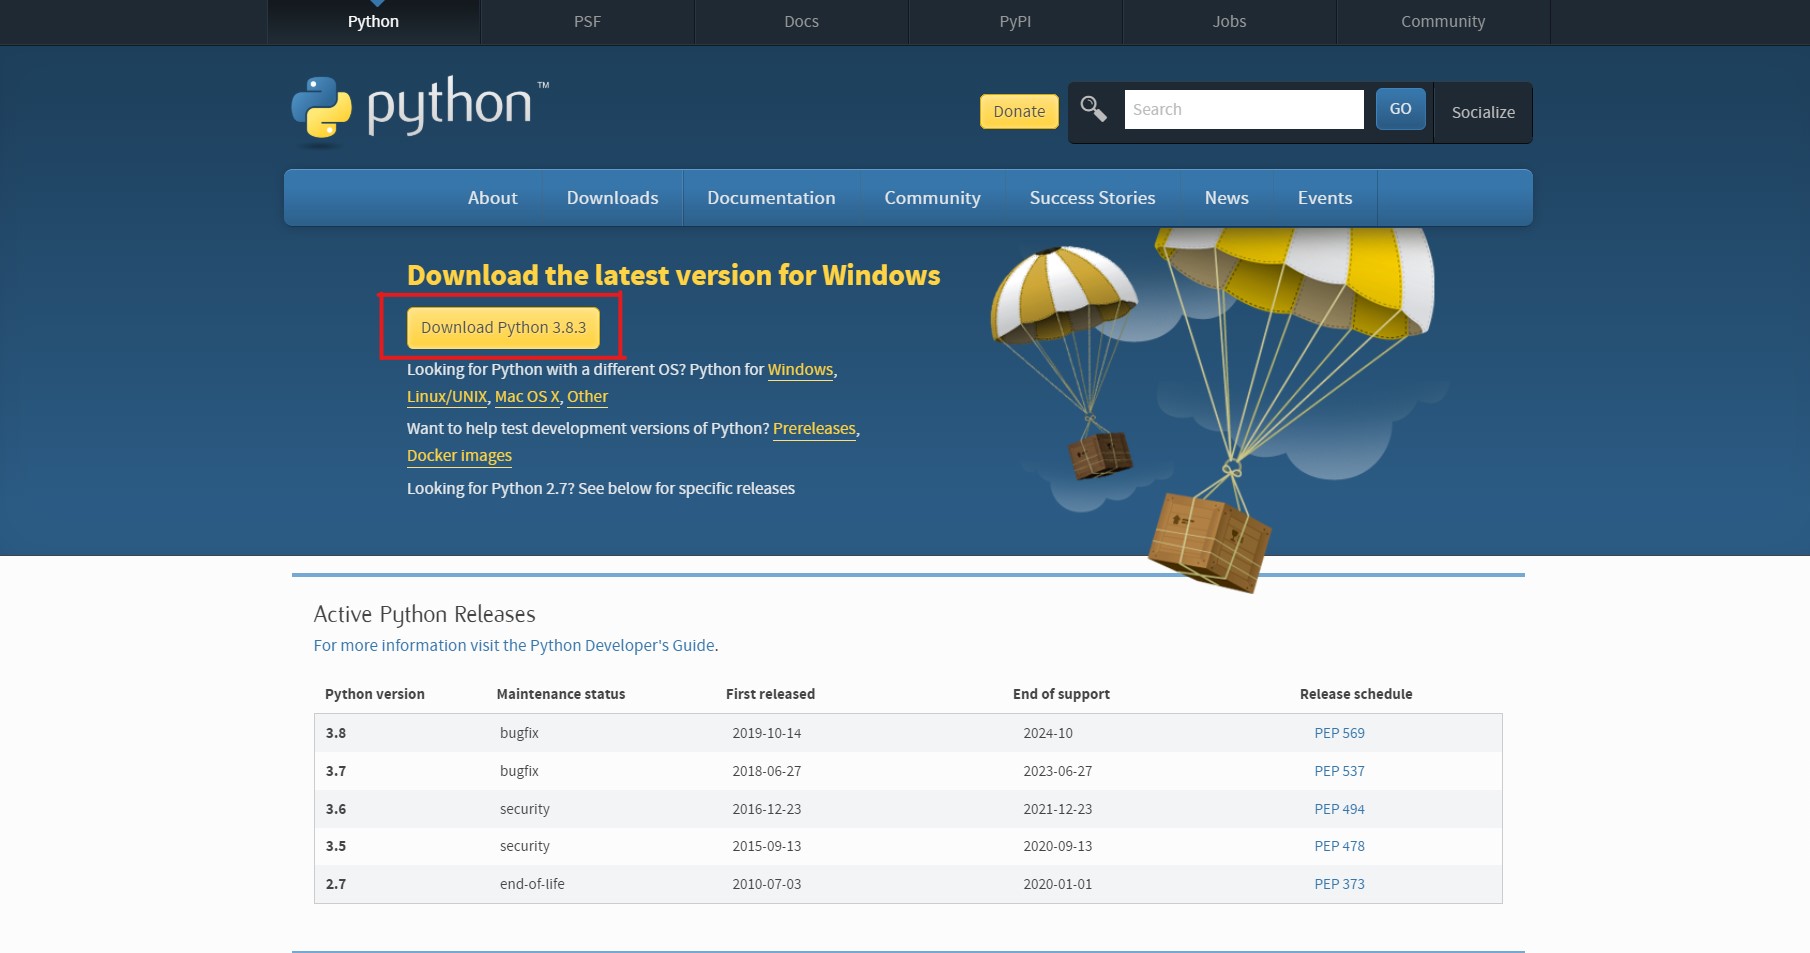 Python PSF Docs PyPI Jobs Community
python™
Donate Search GO Socialize
About Downloads Documentation Community Success Stories News Events
Download the latest version for Windows
Download Python 3.8.3
Looking for Python with a different OS? Python for Windows,
Linux/UNIX, Mac OS X, Other
Want to help test development versions of Python? Prereleases,
Docker images
Looking for Python 2.7? See below for specific releases
Active Python Releases
For more information visit the Python Developer's Guide.
Python version Maintenance status First released End of support Release schedule
3.8 bugfix 2019-10-14 2024-10 PEP 569
3.7 bugfix 2018-06-27 2023-06-27 PEP 537
3.6 security 2016-12-23 2021-12-23 PEP 494
3.5 security 2015-09-13 2020-09-13 PEP 478
2.7 end-of-life 2010-07-03 2020-01-01 PEP 373